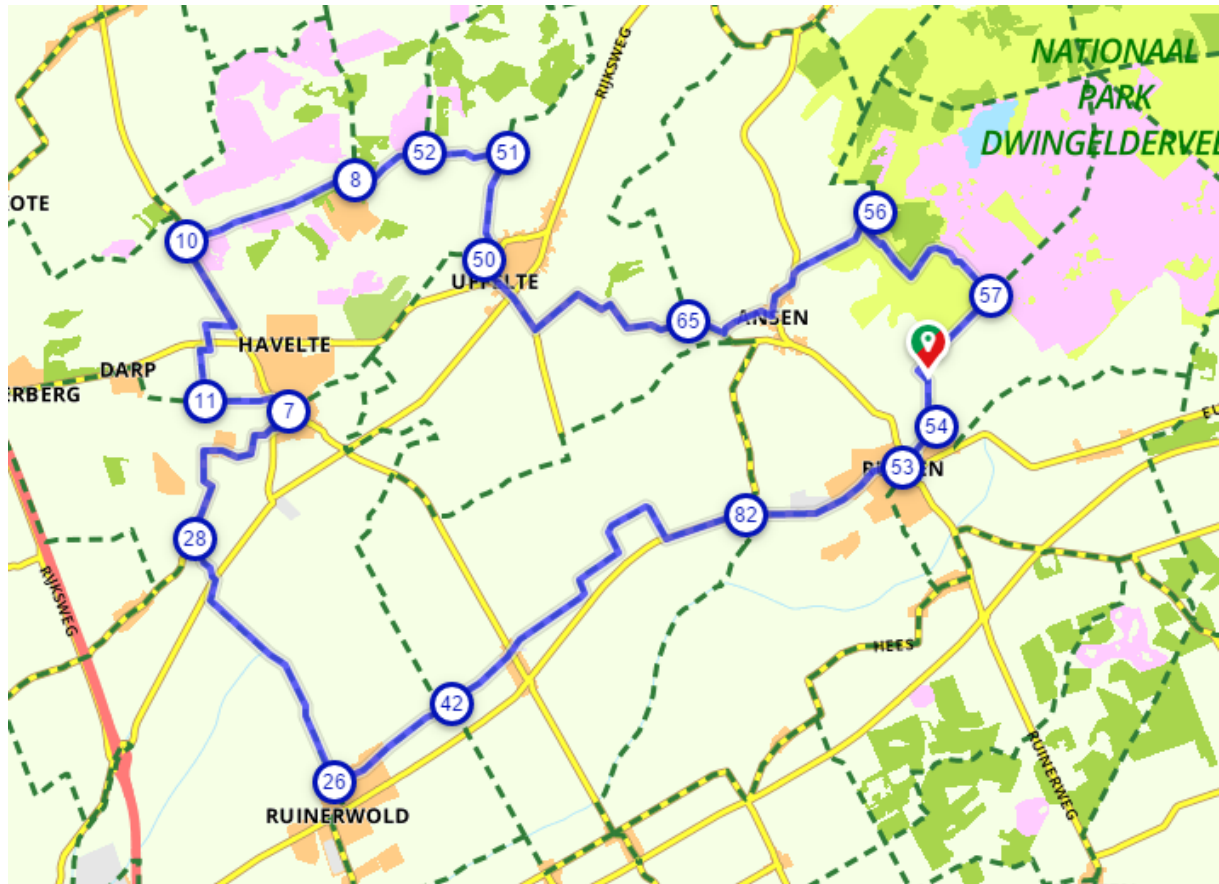 RIJKSWEG
NATIONAAL
PARK
DWINGELDERVEL
52
51
8
OTE
56
10
50
UFFELTE
57
65
ANSEN
HAVELTE
DARP
ERBERG
11
7
54
53
82
28
RIJKSWEG
HEES
42
RUINERWEG
26
RUINERWOLD